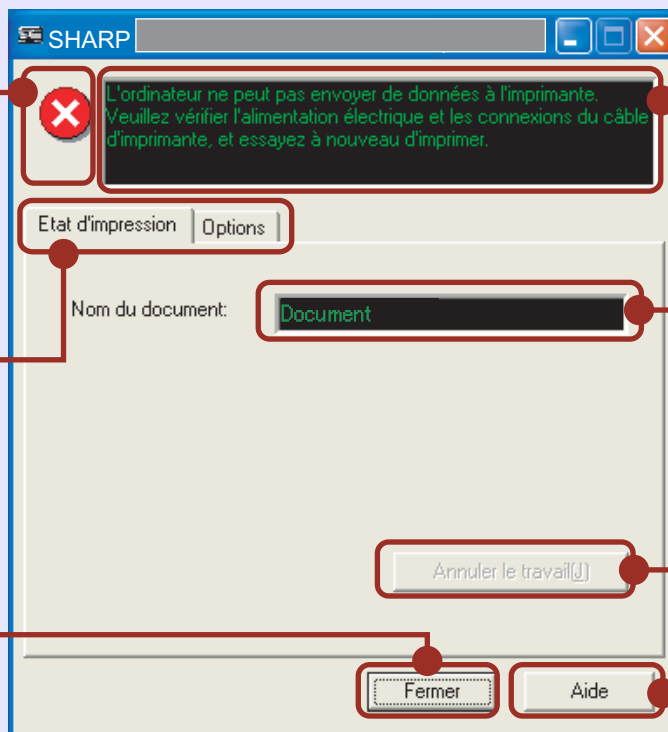 SHARP
L'ordinateur ne peut pas envoyer de données à l'imprimante.
Veuillez vérifier l'alimentation électrique et les connexions du câble
d'imprimante, et essayez à nouveau d'imprimer.
Etat d'impression
Options
Nom du document:
Document
Annuler le travail(J)
Fermer
Aide